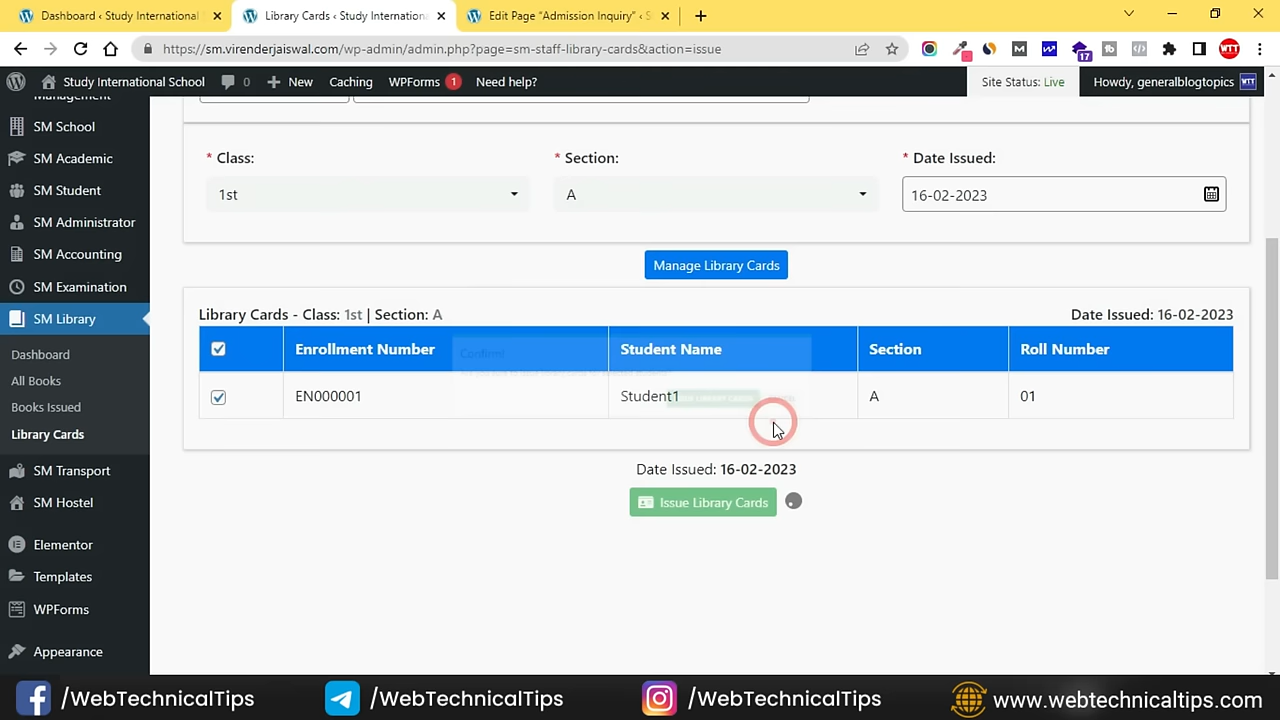 Dashboard ‹ Study International
Library Cards ‹ Study Internation
Edit Page "Admission Inquiry" ‹ S
https://sm.virenderjaiswal.com/wp-admin/admin.php?page=sm-staff-library-cards&action=issue
17
WTT
Study International School
0
New
Caching
WPForms
1
Need help?
Site Status: Live
Howdy, generalblogtopics
WTT
Management
SM School
SM Academic
SM Student
SM Administrator
SM Accounting
SM Examination
SM Library
Dashboard
All Books
Books Issued
Library Cards
SM Transport
SM Hostel
Elementor
Templates
WPForms
Appearance
* Class:
* Section:
* Date Issued:
1st
A
16-02-2023
Manage Library Cards
Library Cards - Class: 1st | Section: A
Date Issued: 16-02-2023
Enrollment Number
Student Name
Section
Roll Number
Confirm!
EN000001
Student1
A
01
Date Issued: 16-02-2023
Issue Library Cards
/WebTechnicalTips
/WebTechnicalTips
/WebTechnicalTips
www.webtechnicaltips.com